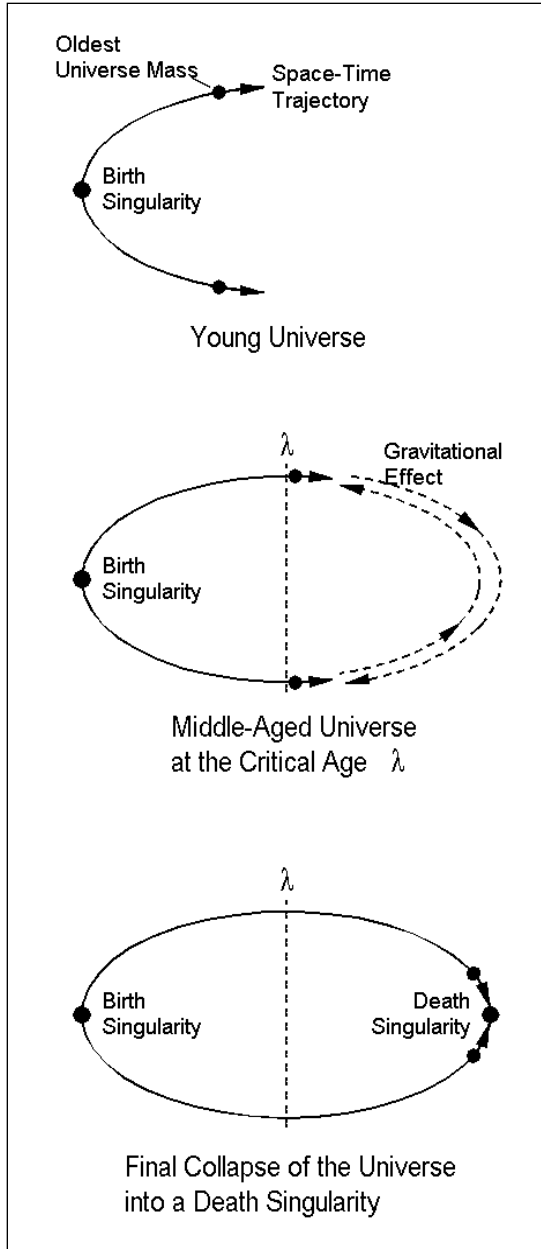 Oldest
Universe Mass
Space-Time
Trajectory
Birth
Singularity
Young Universe
λ
Gravitational
Effect
Birth
Singularity
Middle-Aged Universe
at the Critical Age λ
λ
Birth
Singularity
Death
Singularity
Final Collapse of the Universe
into a Death Singularity